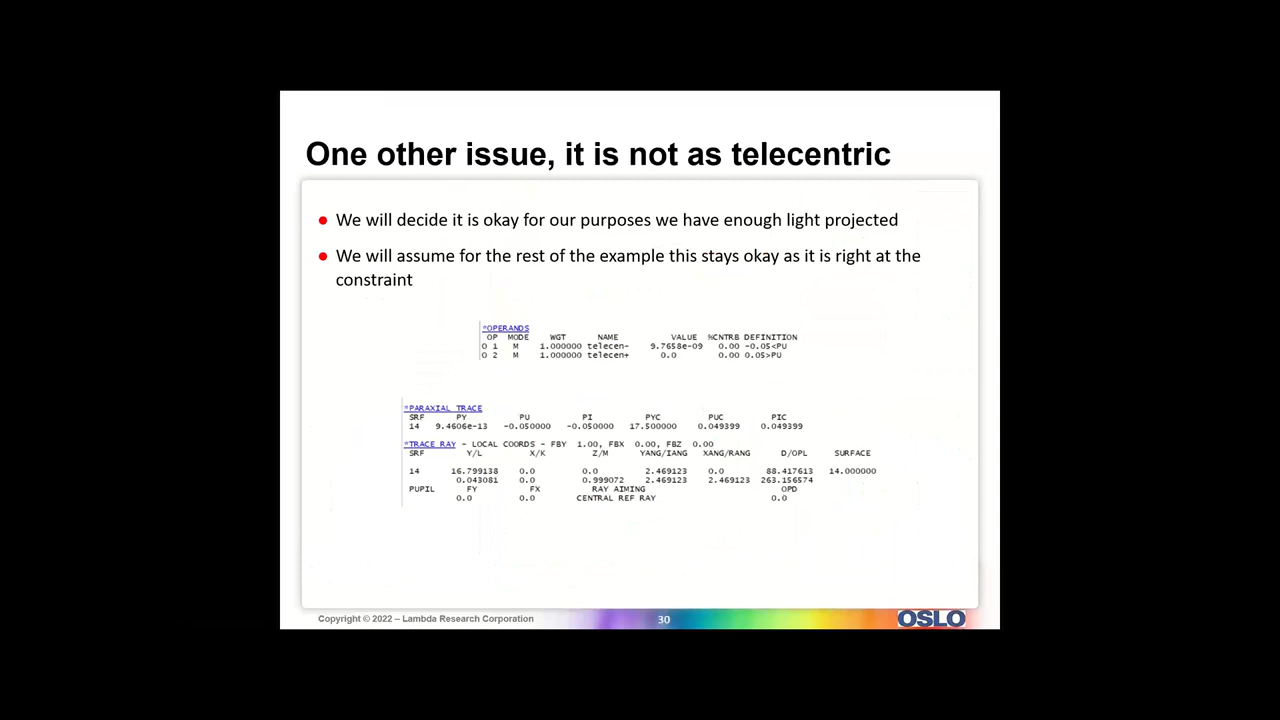 One other issue, it is not as telecentric
We will decide it is okay for our purposes we have enough light projected
We will assume for the rest of the example this stays okay as it is right at the
constraint
*OPERANDS
OP MODE WGT NAME VALUE %CNTRB DEFINITION
O 1 M 1.000000 telecen- 9.7658e-09 0.00 -0.05<PU
O 2 M 1.000000 telecen+ 0.0 0.00 0.05>PU
*PARAXIAL TRACE
SRF PY PU PI PYC PUC PIC
14 9.4606e-13 -0.050000 -0.050000 17.500000 0.049399 0.049399
*TRACE RAY - LOCAL COORDS - FBY 1.00, FBX 0.00, FBZ 0.00
SRF Y/L X/K Z/M YANG/IANG XANG/RANG D/OPL SURFACE
14 16.799138 0.0 0.0 2.469123 0.0 88.417613 14.000000
0.043081 0.0 0.999072 2.469123 2.469123 263.156574
PUPIL FY FX RAY AIMING OPD
0.0 0.0 CENTRAL REF RAY 0.0
Copyright © 2022 – Lambda Research Corporation 30 OSLO